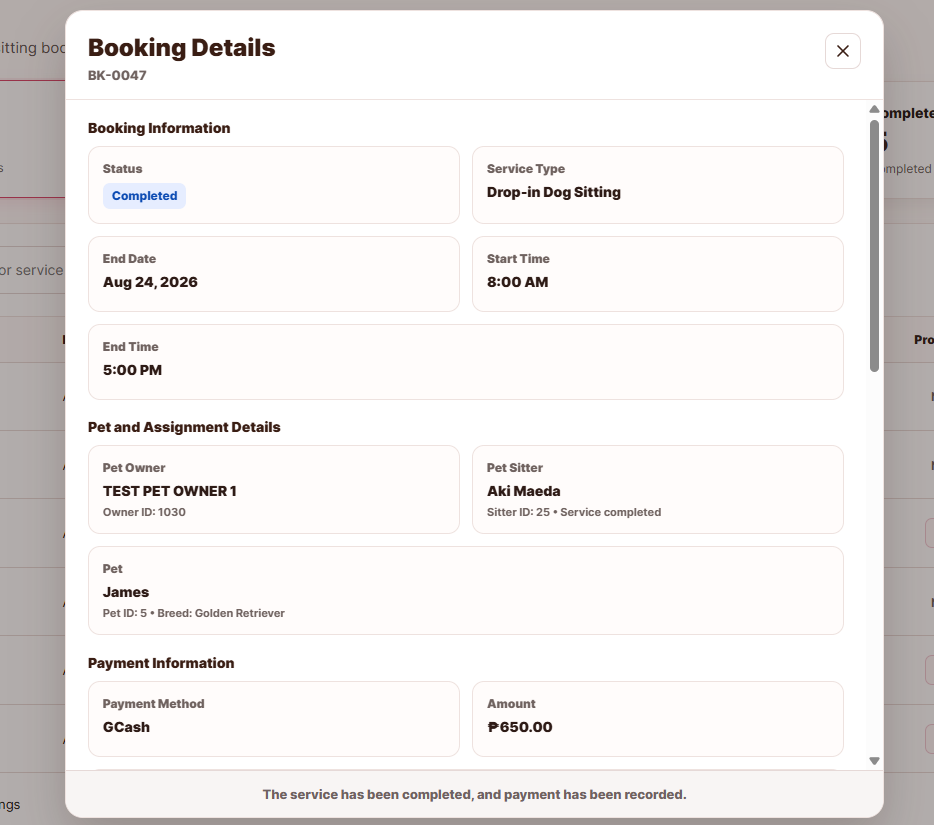 Booking Details
BK-0047
itting boo
omplete
ompleted
or service
Pro
Booking Information
Status
Completed
Service Type
Drop-in Dog Sitting
End Date
Aug 24, 2026
Start Time
8:00 AM
End Time
5:00 PM
Pet and Assignment Details
Pet Owner
TEST PET OWNER 1
Owner ID: 1030
Pet Sitter
Aki Maeda
Sitter ID: 25 • Service completed
Pet
James
Pet ID: 5 • Breed: Golden Retriever
Payment Information
Payment Method
GCash
Amount
₱650.00
The service has been completed, and payment has been recorded.
ngs